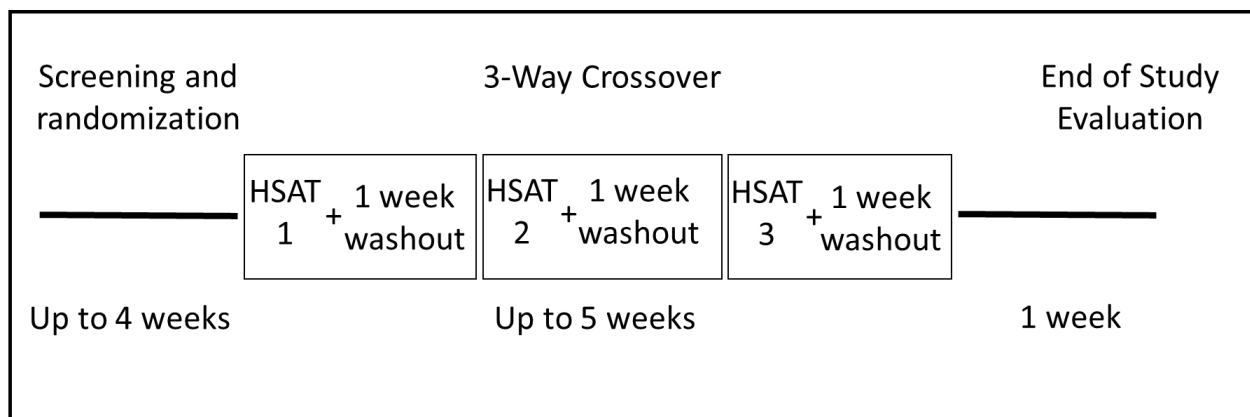 Screening and
randomization
3-Way Crossover
End of Study
Evaluation
HSAT
1
+
1 week
washout
HSAT
2
+
1 week
washout
HSAT
3
+
1 week
washout
Up to 4 weeks
Up to 5 weeks
1 week